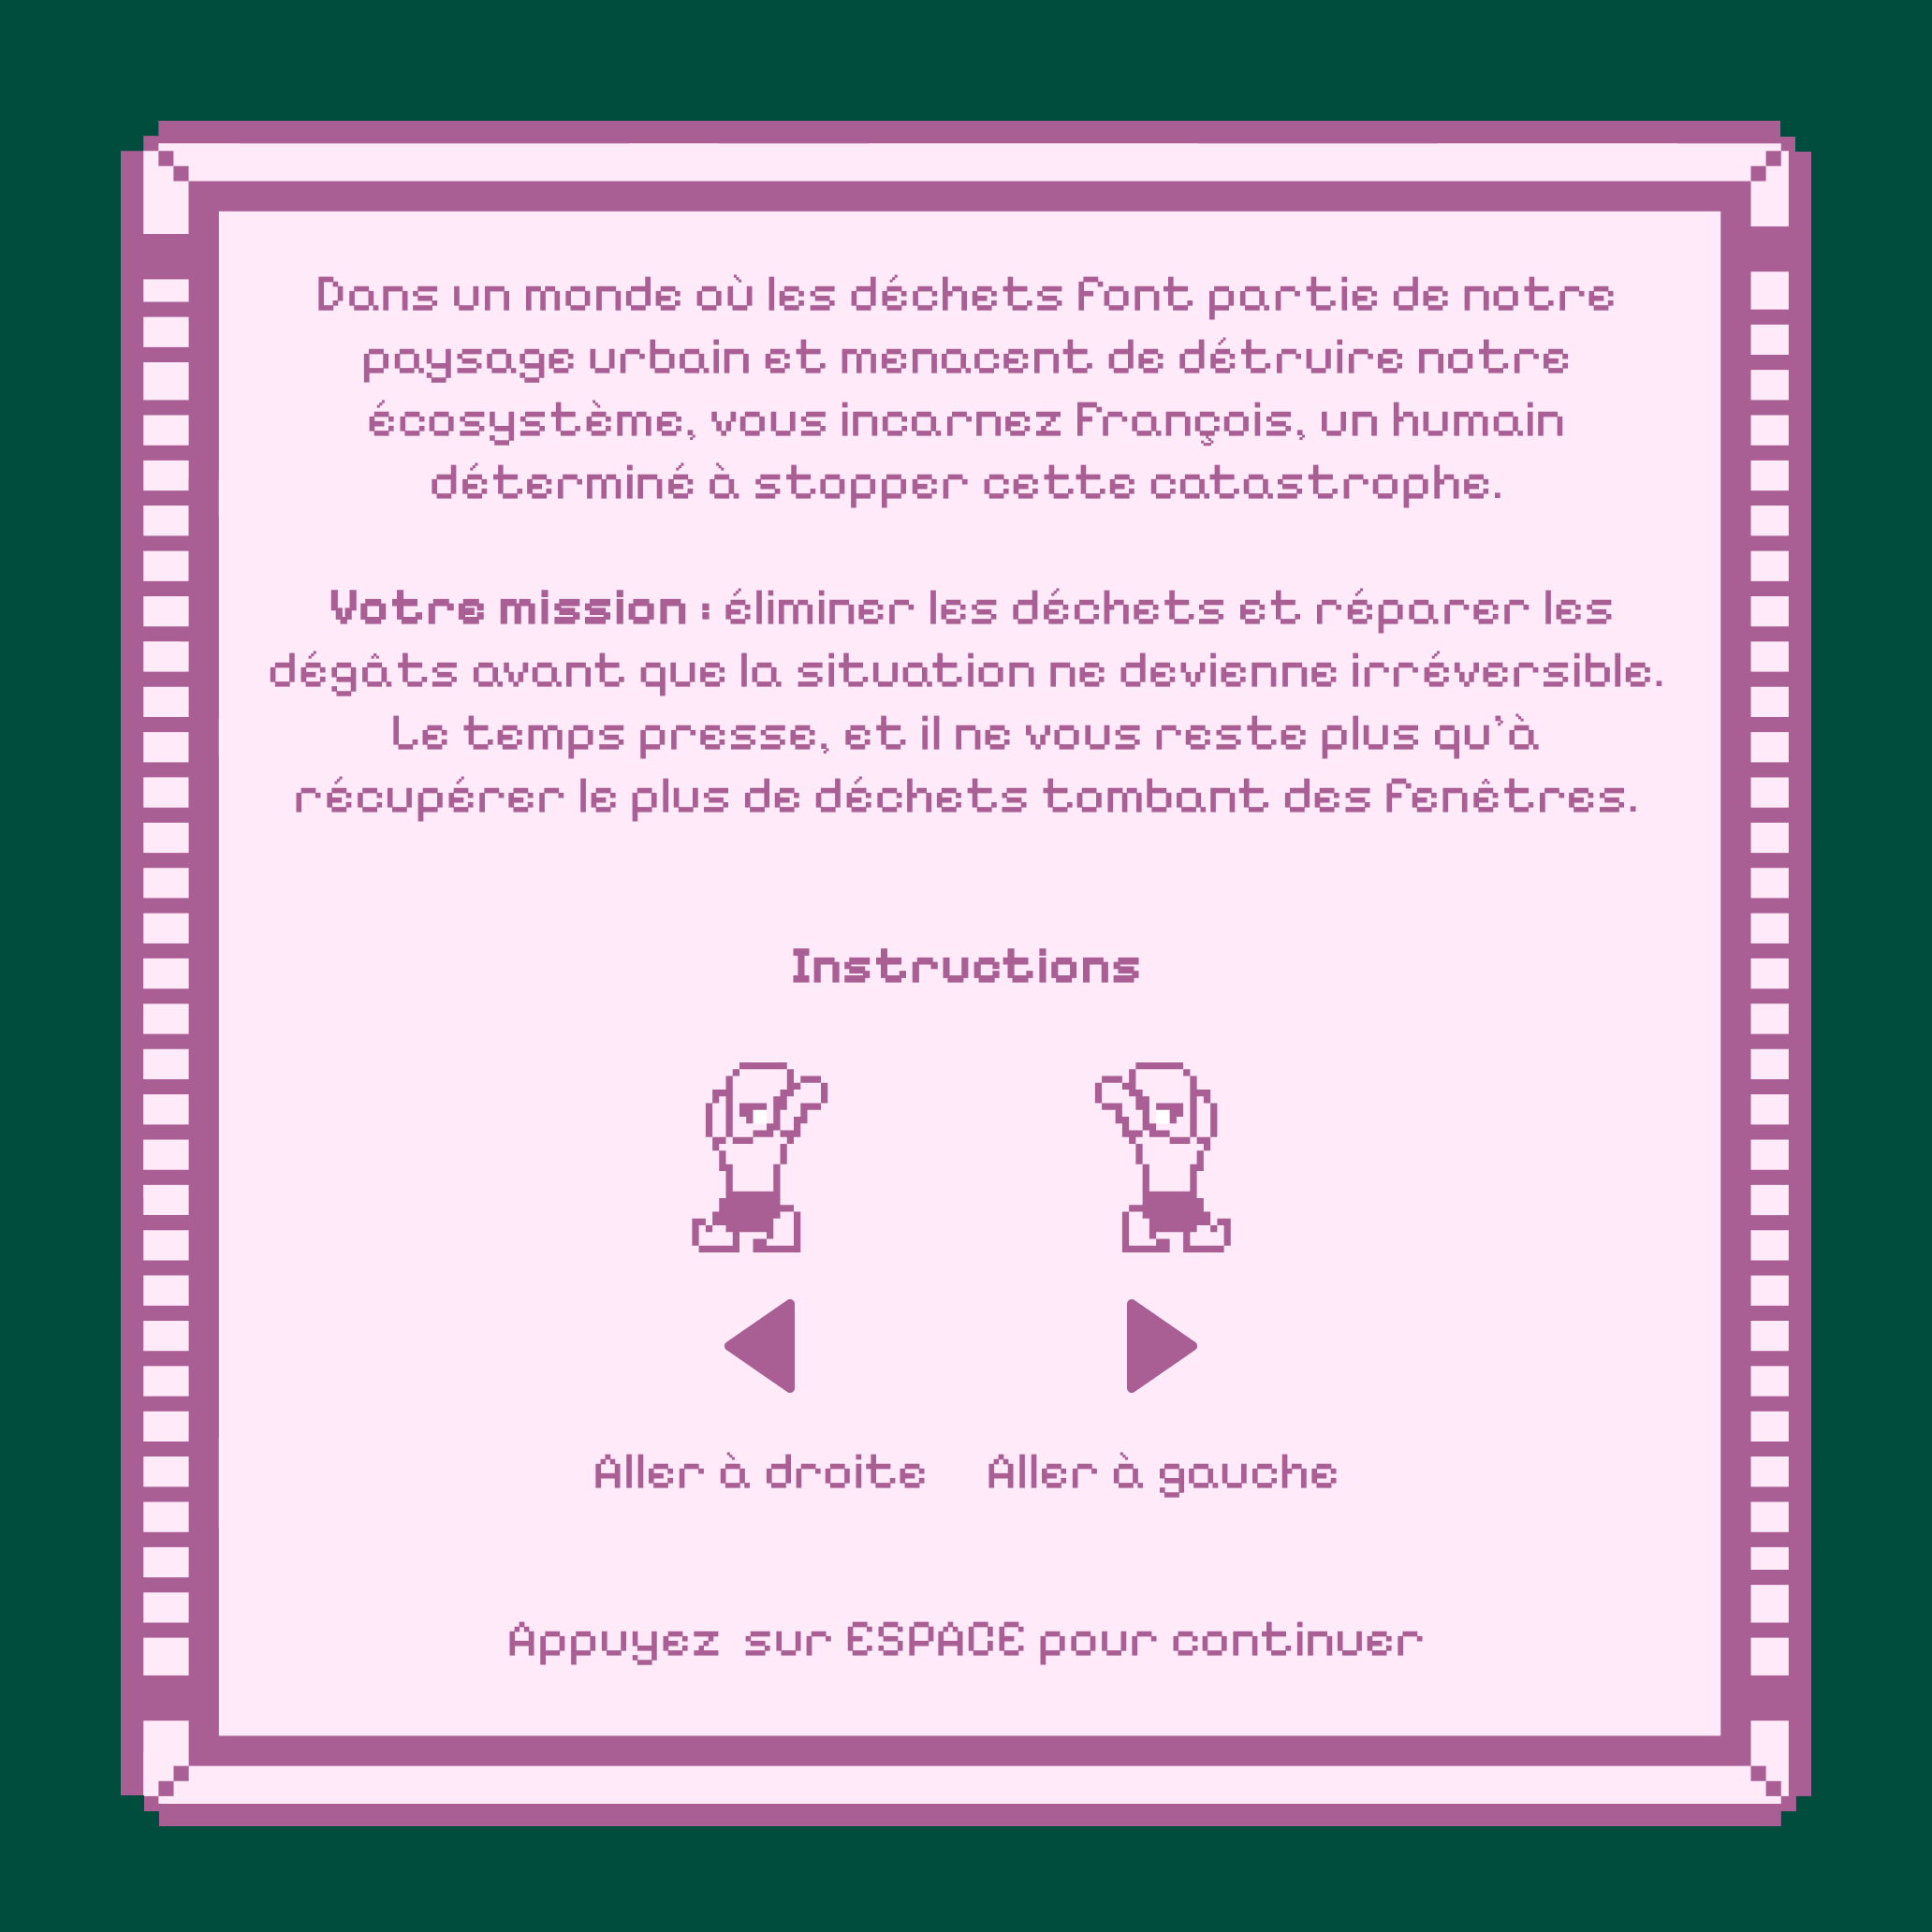 Dans un monde où les déchets font partie de notre
paysage urbain et menacent de détruire notre
écosystème, vous incarnez François, un humain
déterminé à stopper cette catastrophe.
Votre mission : éliminer les déchets et réparer les
dégâts avant que la situation ne devienne irréversible.
Le temps presse, et il ne vous reste plus qu'à
récupérer le plus de déchets tombant des fenêtres.
Instructions
Aller à droite Aller à gauche
Appuyez sur ESPACE pour continuer